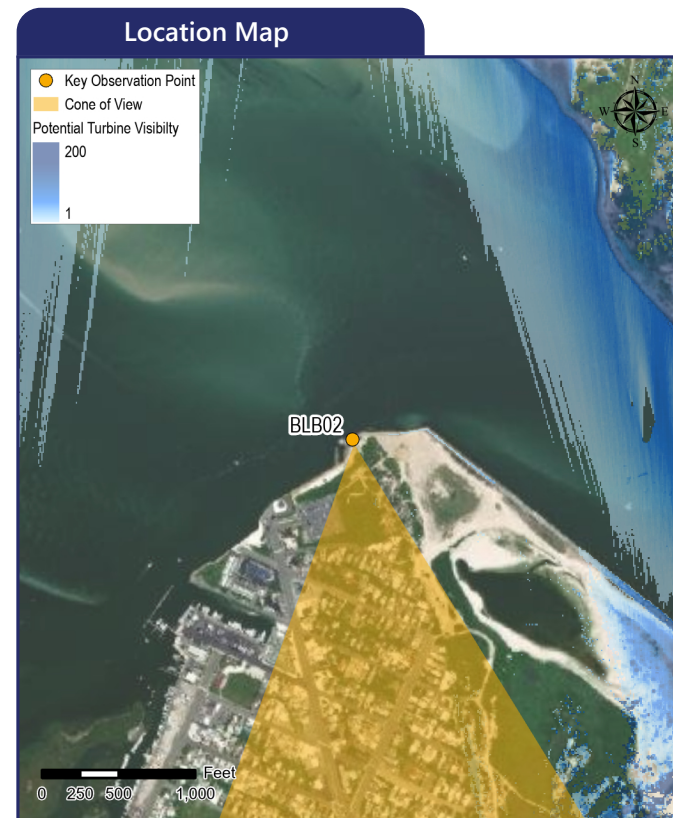 Location Map
Key Observation Point
Cone of View
Potential Turbine Visibilty
200
1
N
W E
S
BLB02
Feet
0 250 500 1,000